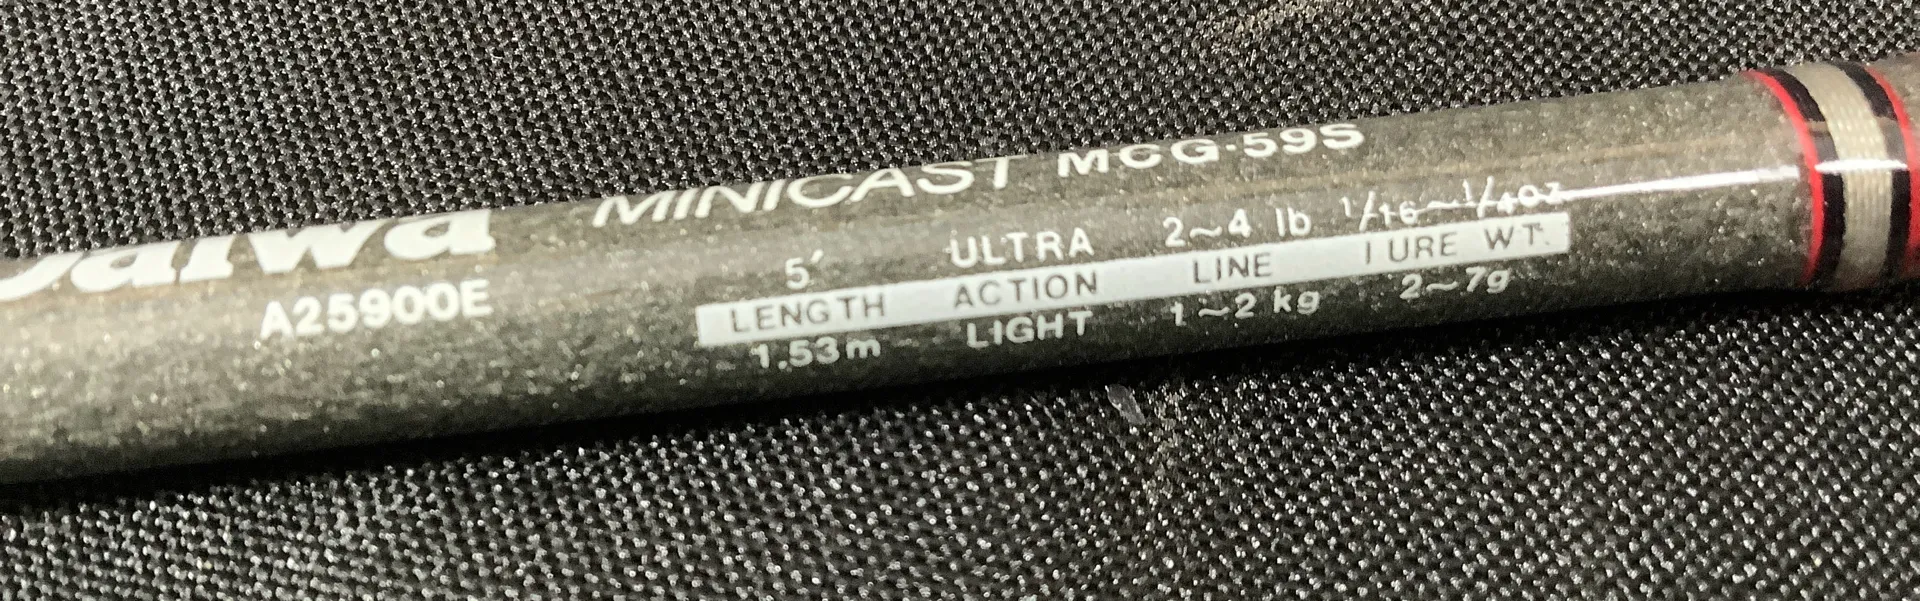 Daiwa MINICAST MCG·59S
A25900E
5' ULTRA 2~4 lb 1/16~1/4oz
LENGTH ACTION LINE LURE WT.
1.53m LIGHT 1~2 kg 2~7g